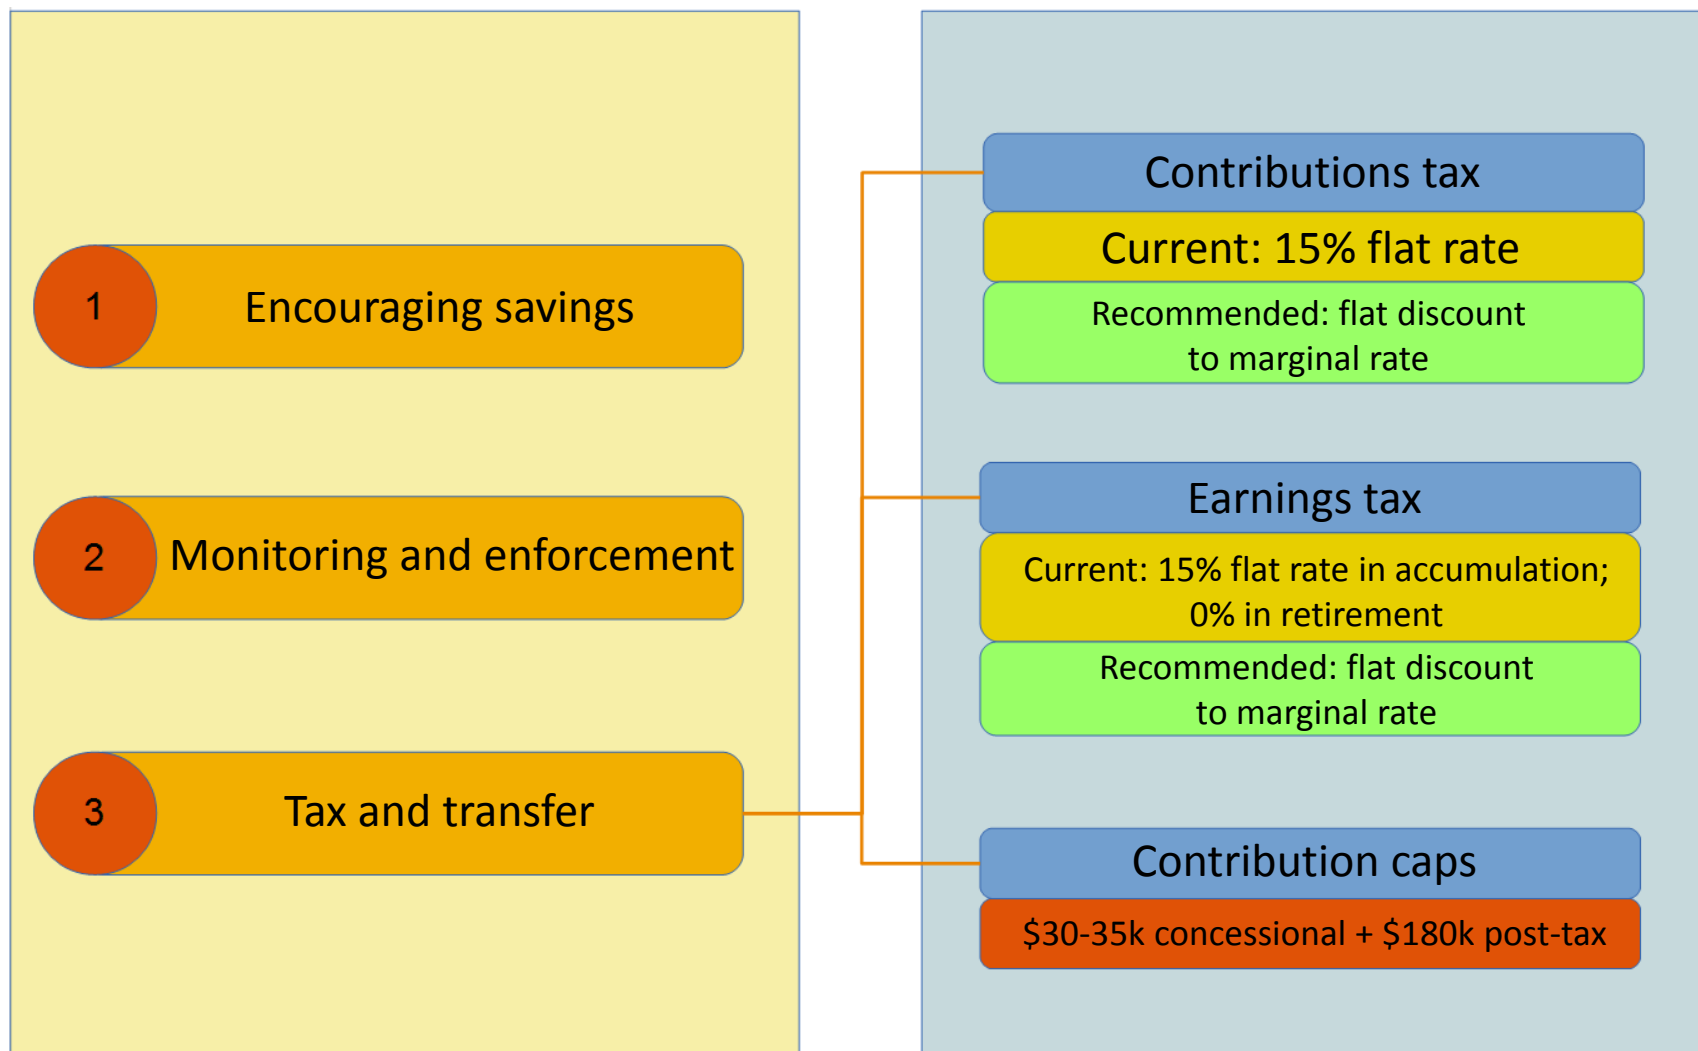 1
Encouraging savings
2
Monitoring and enforcement
3
Tax and transfer
Contributions tax
Current: 15% flat rate
Recommended: flat discount
to marginal rate
Earnings tax
Current: 15% flat rate in accumulation;
0% in retirement
Recommended: flat discount
to marginal rate
Contribution caps
$30-35k concessional + $180k post-tax